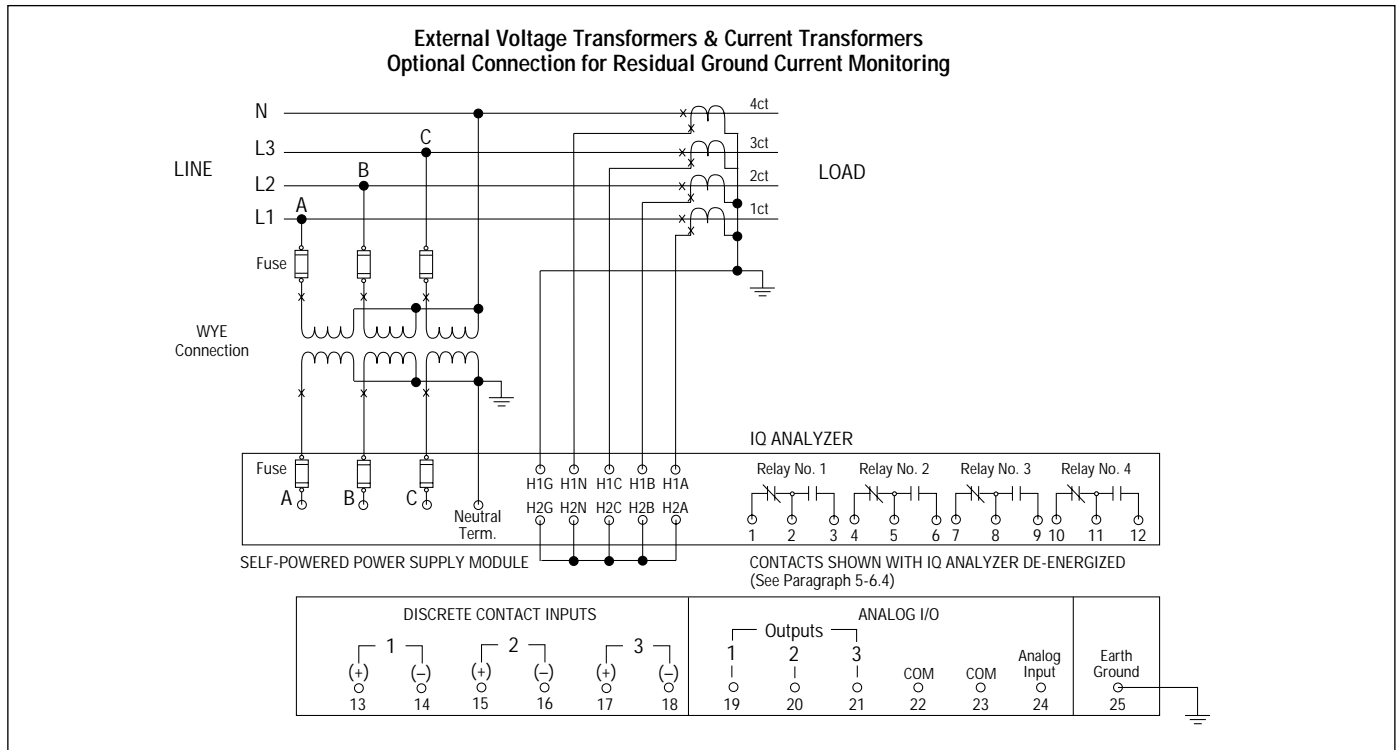 External Voltage Transformers & Current Transformers
Optional Connection for Residual Ground Current Monitoring
N
4ct
C
L3
3ct
LINE
LOAD
B
L2
2ct
A
L1
1ct
Fuse
WYE
Connection
IQ ANALYZER
Fuse
Relay No. 1 Relay No. 2 Relay No. 3 Relay No. 4
H1G H1N H1C H1B H1A
A B C
H2G H2N H2C H2B H2A
Neutral
Term.
1 2 3 4 5 6 7 8 9 10 11 12
SELF-POWERED POWER SUPPLY MODULE
CONTACTS SHOWN WITH IQ ANALYZER DE-ENERGIZED
(See Paragraph 5-6.4)
DISCRETE CONTACT INPUTS
ANALOG I/O
Outputs
1 2 3
1 2 3
(+) (–) (+) (–) (+) (–)
COM COM
Analog
Input
Earth
Ground
13 14 15 16 17 18 19 20 21 22 23 24 25